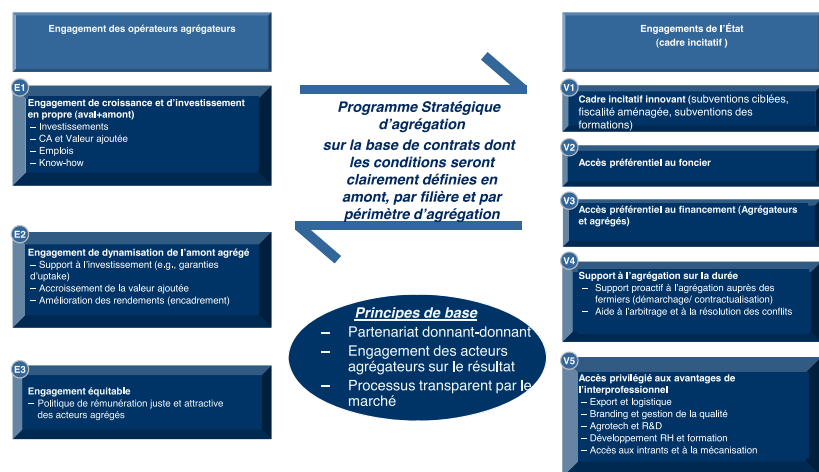 Engagement des opérateurs agrégateurs
E1
Engagement de croissance et d'investissement
en propre (aval+amont)
– Investissements
– CA et Valeur ajoutée
– Emplois
– Know-how
E2
Engagement de dynamisation de l'amont agrégé
– Support à l'investissement (e.g., garanties
d'uptake)
– Accroissement de la valeur ajoutée
– Amélioration des rendements (encadrement)
E3
Engagement équitable
– Politique de rémunération juste et attractive
des acteurs agrégés
Programme Stratégique
d'agrégation
sur la base de contrats dont
les conditions seront
clairement définies en
amont, par filière et par
périmètre d'agrégation
Principes de base
– Partenariat donnant-donnant
– Engagement des acteurs
agrégateurs sur le résultat
– Processus transparent par le
marché
Engagements de l'État
(cadre incitatif )
V1
Cadre incitatif innovant (subventions ciblées,
fiscalité aménagée, subventions des
formations)
V2
Accès préférentiel au foncier
V3
Accès préférentiel au financement (Agrégateurs
et agrégés)
V4
Support à l'agrégation sur la durée
– Support proactif à l'agrégation auprès des
fermiers (démarchage/ contractualisation)
– Aide à l'arbitrage et à la résolution des conflits
V5
Accès privilégié aux avantages de
l'interprofessionnel
– Export et logistique
– Branding et gestion de la qualité
– Agrotech et R&D
– Développement RH et formation
– Accès aux intrants et à la mécanisation